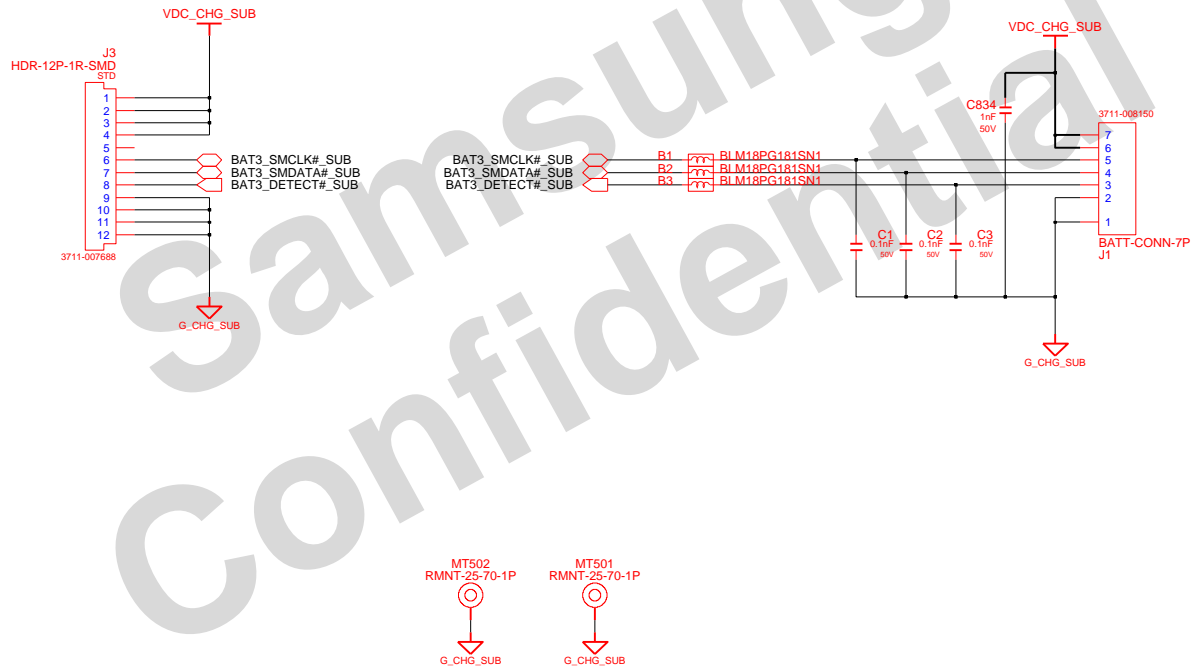 VDC_CHG_SUB
J3
HDR-12P-1R-SMD
STD
1
2
3
4
5
6
7
8
9
10
11
12
3711-007688
BAT3_SMCLK#_SUB
BAT3_SMDATA#_SUB
BAT3_DETECT#_SUB
G_CHG_SUB
BAT3_SMCLK#_SUB
BAT3_SMDATA#_SUB
BAT3_DETECT#_SUB
B1 BLM18PG181SN1
B2 BLM18PG181SN1
B3 BLM18PG181SN1
VDC_CHG_SUB
C834
1nF
50V
3711-008150
7
6
5
4
3
2
1
BATT-CONN-7P
J1
C1
0.1nF
50V
C2
0.1nF
50V
C3
0.1nF
50V
G_CHG_SUB
MT502
RMNT-25-70-1P
G_CHG_SUB
MT501
RMNT-25-70-1P
G_CHG_SUB
Samsung
Confidential